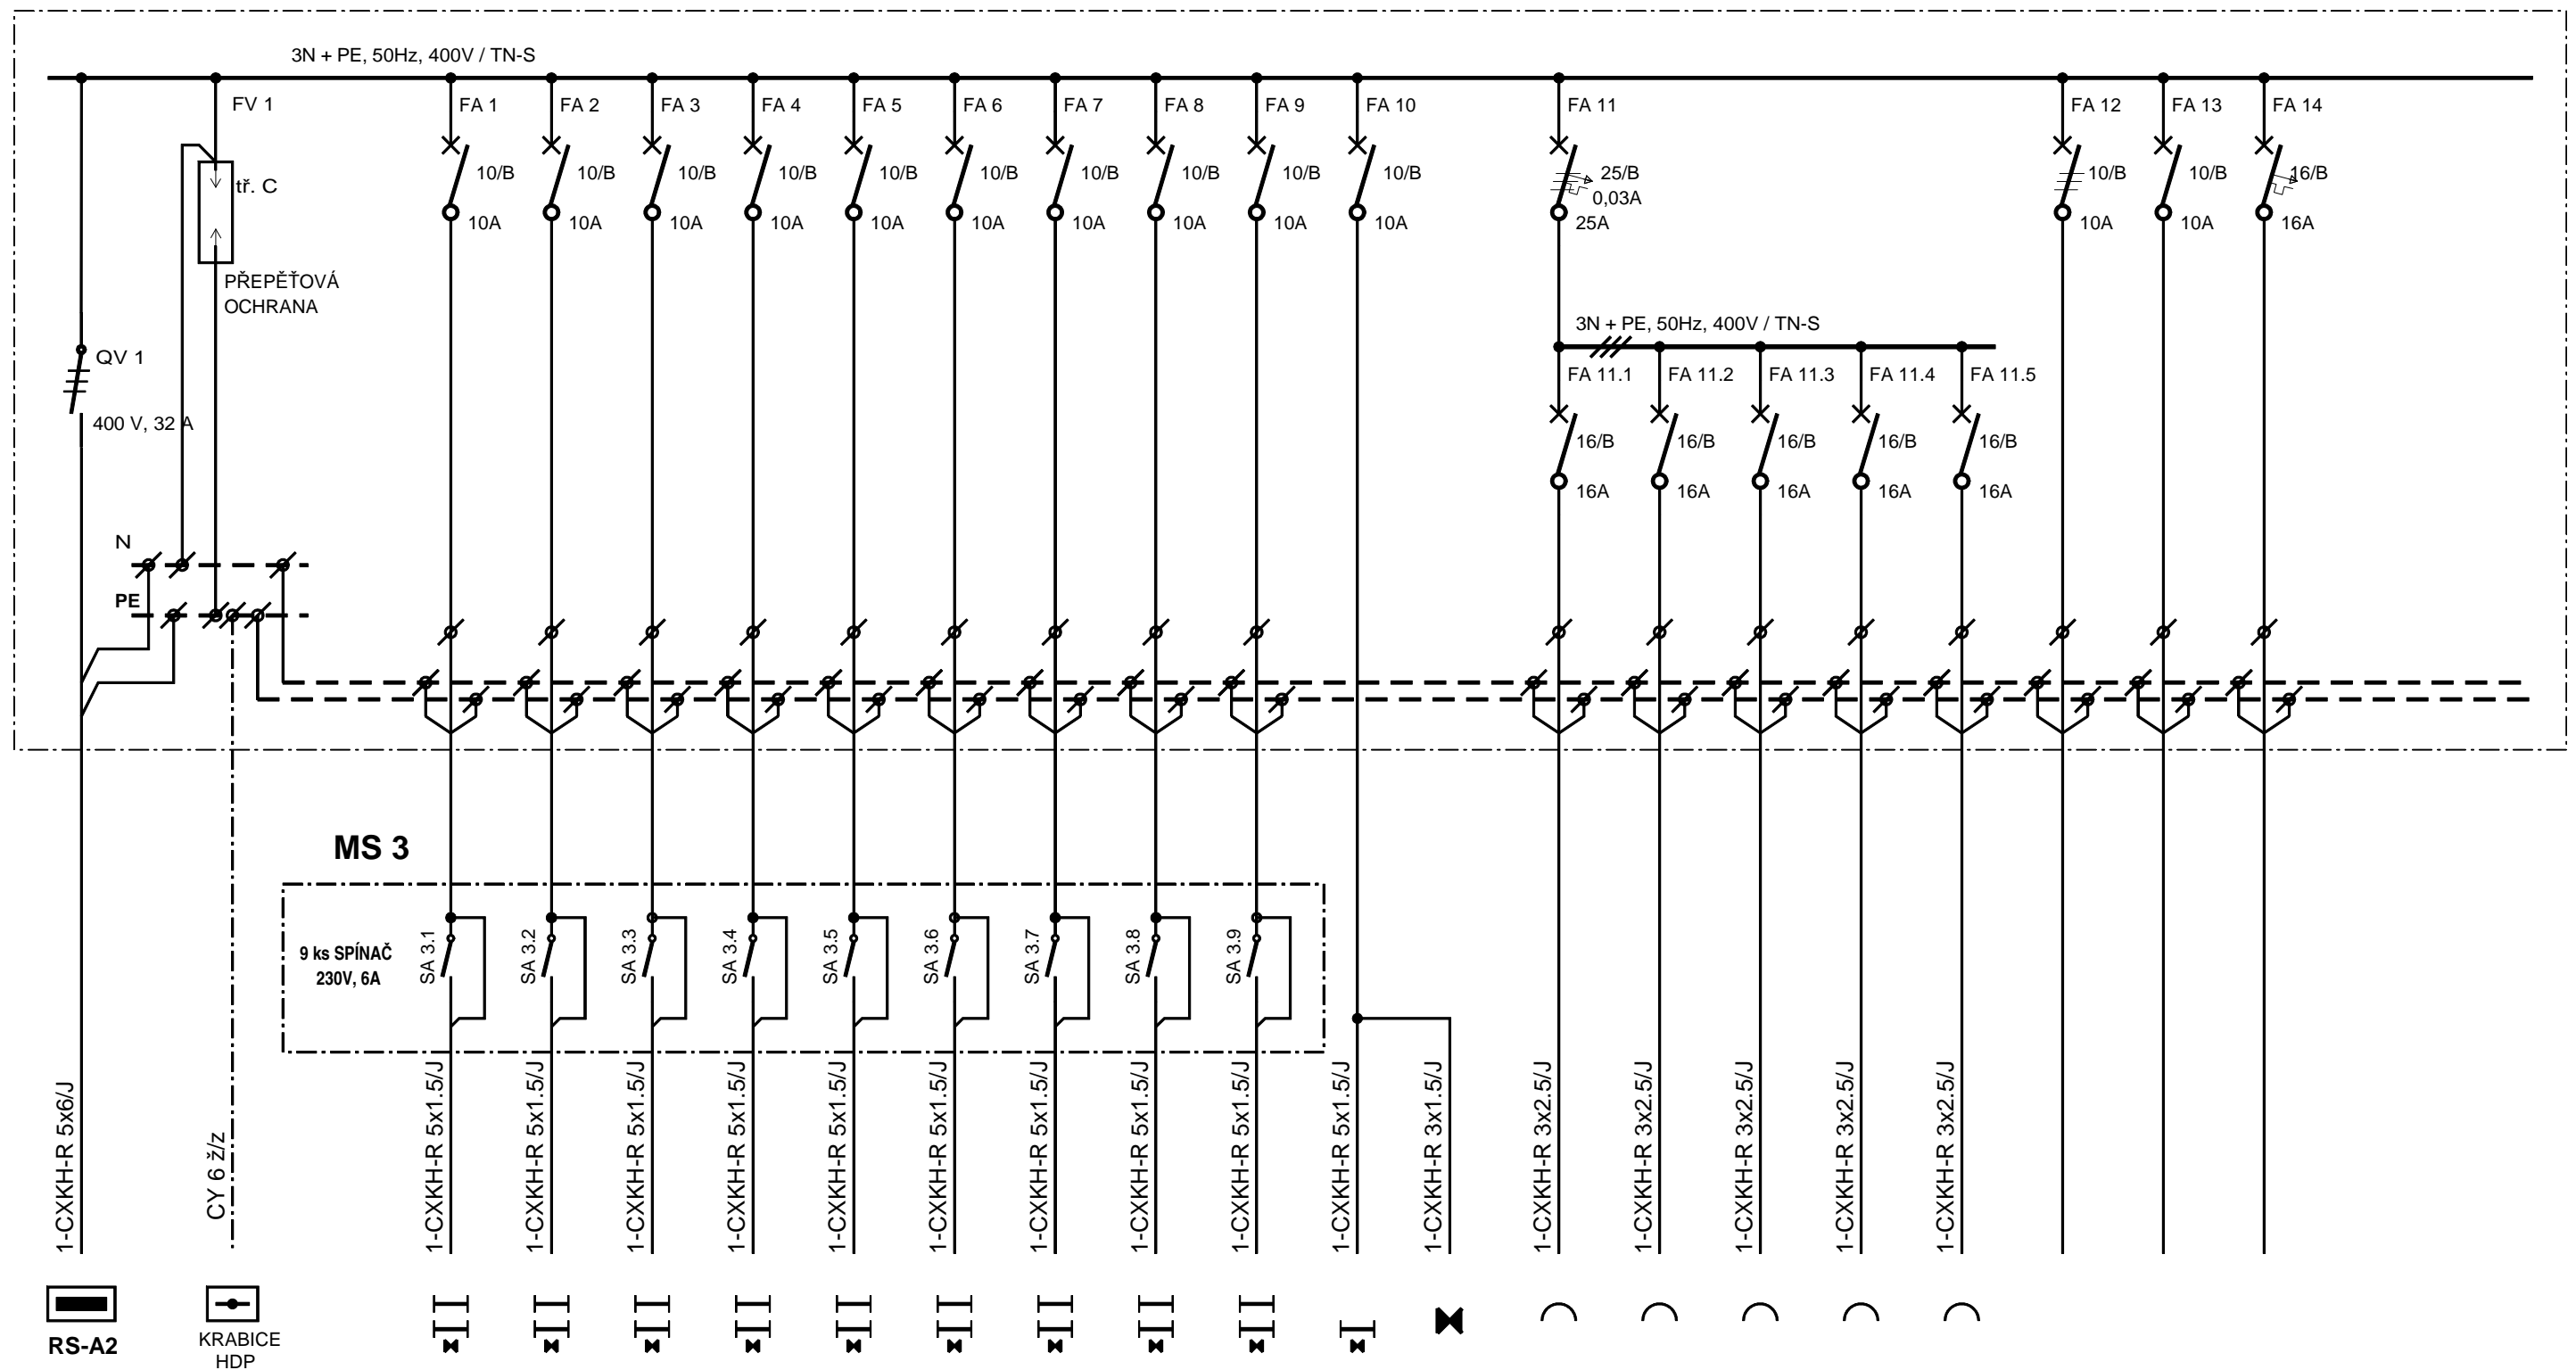 3N + PE, 50Hz, 400V / TN-S
FV 1
FA 1
FA 2
FA 3
FA 4
FA 5
FA 6
FA 7
FA 8
FA 9
FA 10
FA 11
FA 12
FA 13
FA 14
tř. C
10/B
10/B
10/B
10/B
10/B
10/B
10/B
10/B
10/B
10/B
25/B
0,03A
10/B
10/B
16/B
10A
10A
10A
10A
10A
10A
10A
10A
10A
10A
25A
10A
10A
16A
PŘEPĚŤOVÁ
OCHRANA
3N + PE, 50Hz, 400V / TN-S
QV 1
400 V, 32 A
FA 11.1
FA 11.2
FA 11.3
FA 11.4
FA 11.5
16/B
16/B
16/B
16/B
16/B
16A
16A
16A
16A
16A
N
PE
MS 3
9 ks SPÍNAČ
230V, 6A
SA 3.1
SA 3.2
SA 3.3
SA 3.4
SA 3.5
SA 3.6
SA 3.7
SA 3.8
SA 3.9
1-CXKH-R 5x6/J
CY 6 ž/z
1-CXKH-R 5x1.5/J
1-CXKH-R 5x1.5/J
1-CXKH-R 5x1.5/J
1-CXKH-R 5x1.5/J
1-CXKH-R 5x1.5/J
1-CXKH-R 5x1.5/J
1-CXKH-R 5x1.5/J
1-CXKH-R 5x1.5/J
1-CXKH-R 5x1.5/J
1-CXKH-R 5x1.5/J
1-CXKH-R 3x1.5/J
1-CXKH-R 3x2.5/J
1-CXKH-R 3x2.5/J
1-CXKH-R 3x2.5/J
1-CXKH-R 3x2.5/J
1-CXKH-R 3x2.5/J
RS-A2
KRABICE
HDP